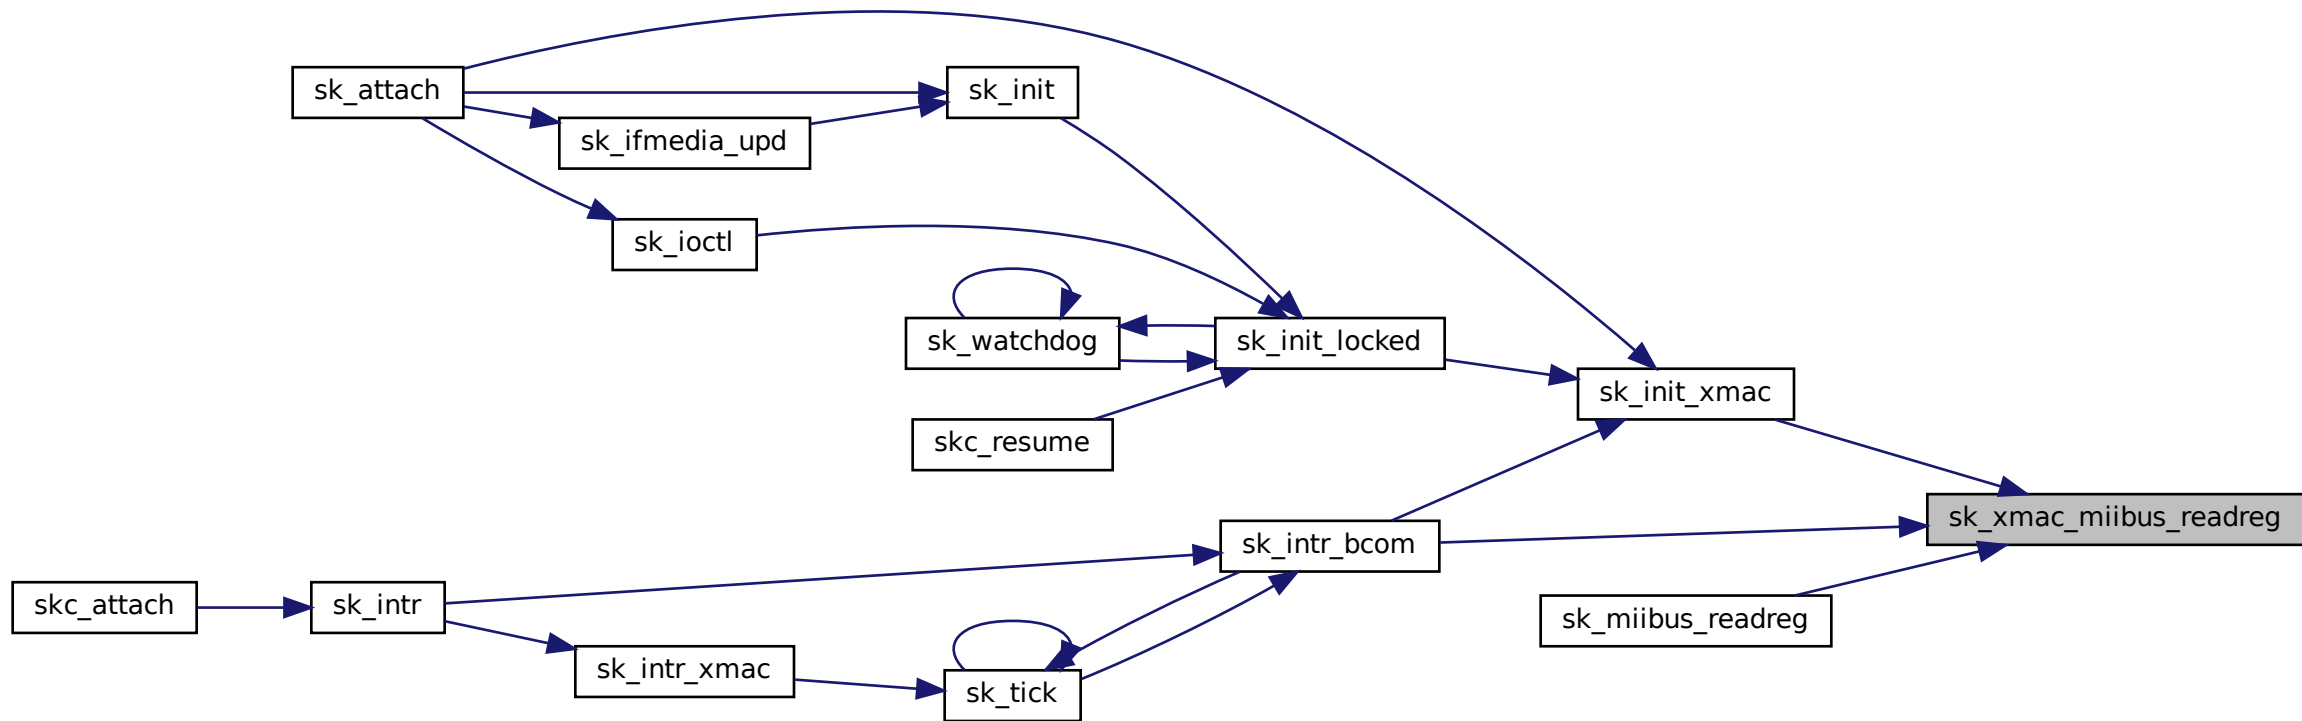 sk_attach
sk_init
sk_ifmedia_upd
sk_ioctl
sk_watchdog
sk_init_locked
sk_init_xmac
skc_resume
sk_xmac_miibus_readreg
sk_intr_bcom
skc_attach
sk_intr
sk_miibus_readreg
sk_intr_xmac
sk_tick